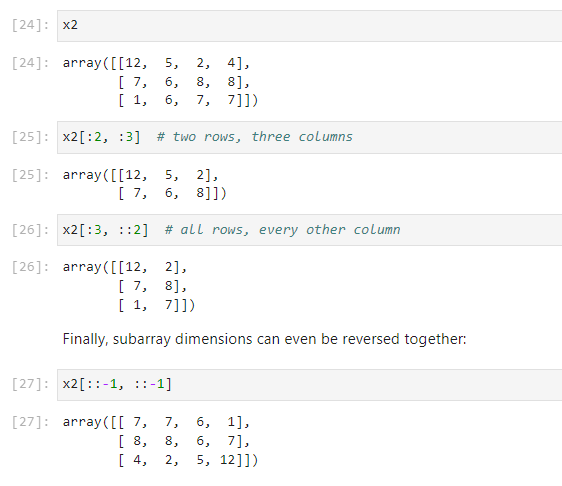 [24]: x2
[24]: array([[12,  5,  2,  4],
       [ 7,  6,  8,  8],
       [ 1,  6,  7,  7]])
[25]: x2[:2, :3]  # two rows, three columns
[25]: array([[12,  5,  2],
       [ 7,  6,  8]])
[26]: x2[:3, ::2]  # all rows, every other column
[26]: array([[12,  2],
       [ 7,  8],
       [ 1,  7]])
Finally, subarray dimensions can even be reversed together:
[27]: x2[::-1, ::-1]
[27]: array([[ 7,  7,  6,  1],
       [ 8,  8,  6,  7],
       [ 4,  2,  5, 12]])